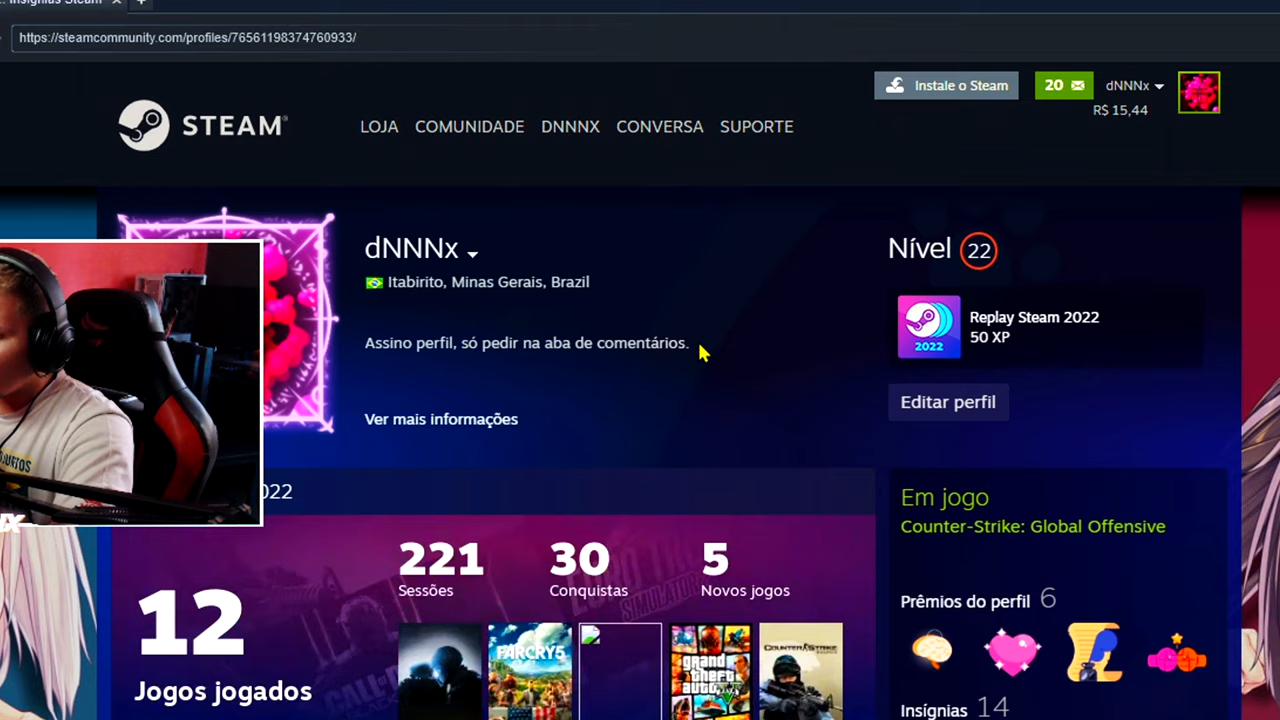 Insígnias Steam
https://steamcommunity.com/profiles/76561198374760933/
Instale o Steam
20
dNNNx
R$ 15,44
STEAM®
LOJA COMUNIDADE DNNNX CONVERSA SUPORTE
dNNNx
Itabirito, Minas Gerais, Brazil
Assino perfil, só pedir na aba de comentários.
Ver mais informações
Nível 22
2022
Replay Steam 2022
50 XP
Editar perfil
022
12
Jogos jogados
221
Sessões
30
Conquistas
5
Novos jogos
FARCRY5
grand
theft
auto
COUNTER STRIKE
Em jogo
Counter-Strike: Global Offensive
Prêmios do perfil 6
Insígnias 14